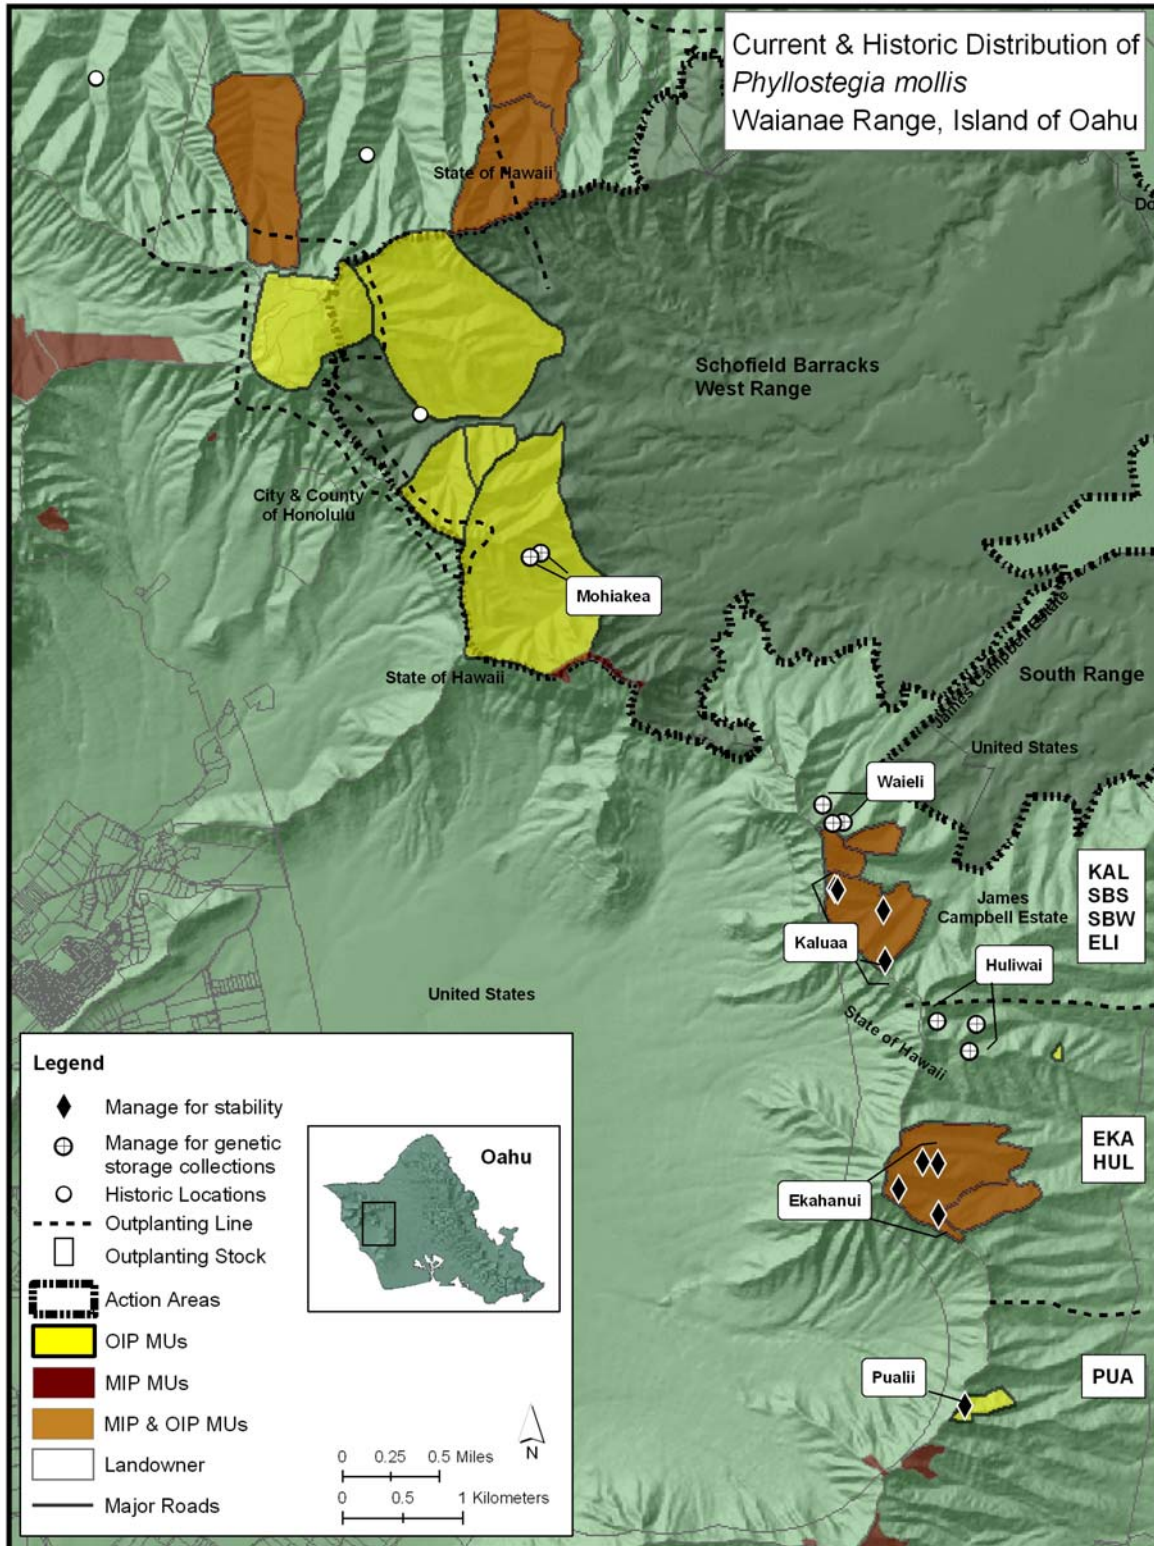 Current & Historic Distribution of
Phyllostegia mollis
Waianae Range, Island of Oahu
State of Hawaii
Do
Schofield Barracks
West Range
City & County
of Honolulu
Mohiakea
State of Hawaii
James Campbell Estate
South Range
United States
Waieli
KAL
SBS
SBW
ELI
James
Campbell Estate
Kaluaa
Huliwai
United States
State of Hawaii
EKA
HUL
Ekahanui
Pualii
PUA
Legend
Manage for stability
Manage for genetic
storage collections
Historic Locations
Outplanting Line
Outplanting Stock
Action Areas
OIP MUs
MIP MUs
MIP & OIP MUs
Landowner
Major Roads
Oahu
N
0 0.25 0.5 Miles
0 0.5 1 Kilometers